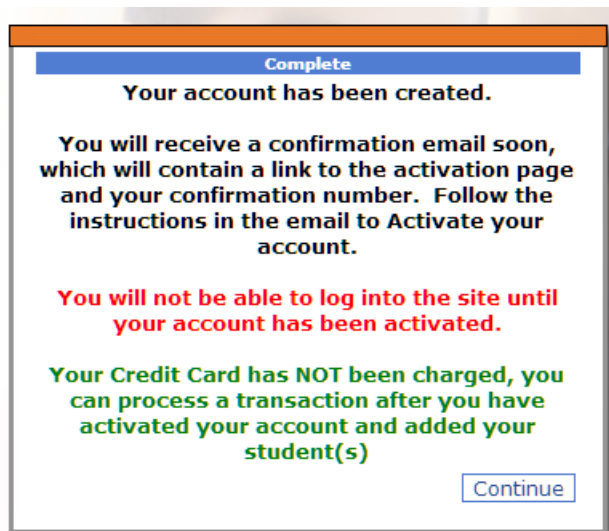 Complete
Your account has been created.
You will receive a confirmation email soon,
which will contain a link to the activation page
and your confirmation number.  Follow the
instructions in the email to Activate your
account.
You will not be able to log into the site until
your account has been activated.
Your Credit Card has NOT been charged, you
can process a transaction after you have
activated your account and added your
student(s)
Continue